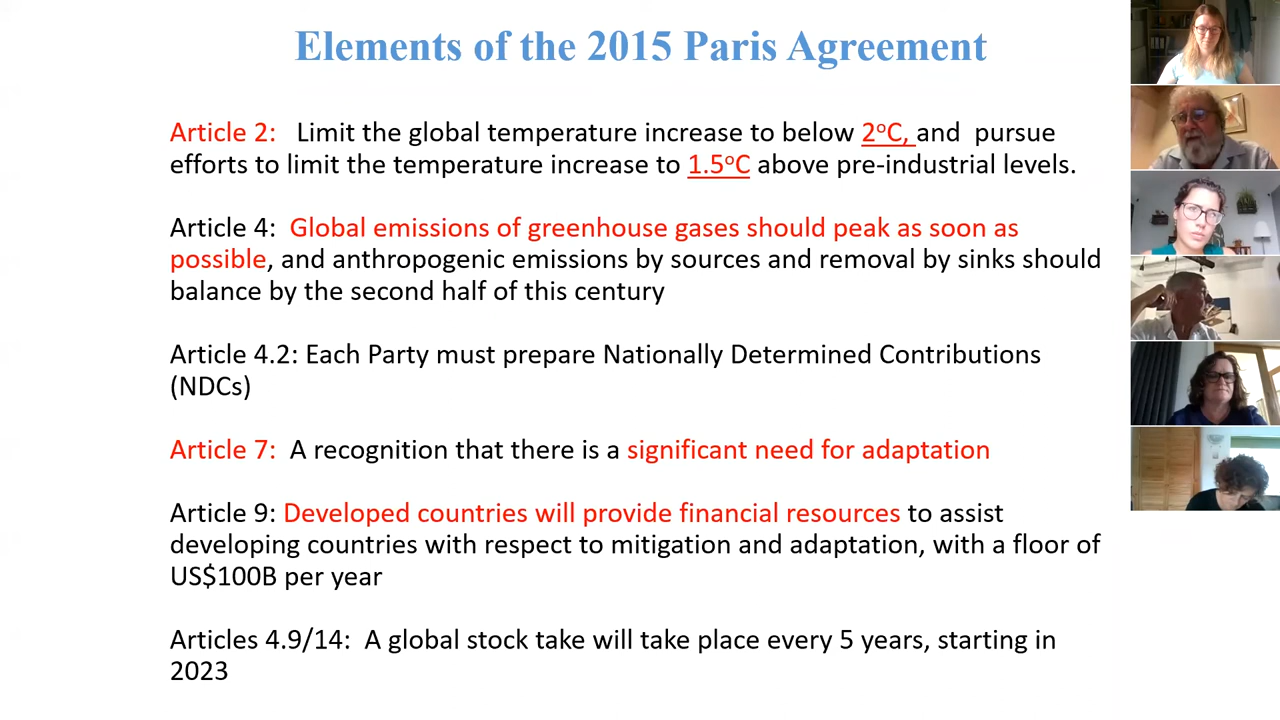 Elements of the 2015 Paris Agreement
Article 2: Limit the global temperature increase to below 2°C, and pursue
efforts to limit the temperature increase to 1.5°C above pre-industrial levels.
Article 4: Global emissions of greenhouse gases should peak as soon as
possible, and anthropogenic emissions by sources and removal by sinks should
balance by the second half of this century
Article 4.2: Each Party must prepare Nationally Determined Contributions
(NDCs)
Article 7: A recognition that there is a significant need for adaptation
Article 9: Developed countries will provide financial resources to assist
developing countries with respect to mitigation and adaptation, with a floor of
US$100B per year
Articles 4.9/14: A global stock take will take place every 5 years, starting in
2023